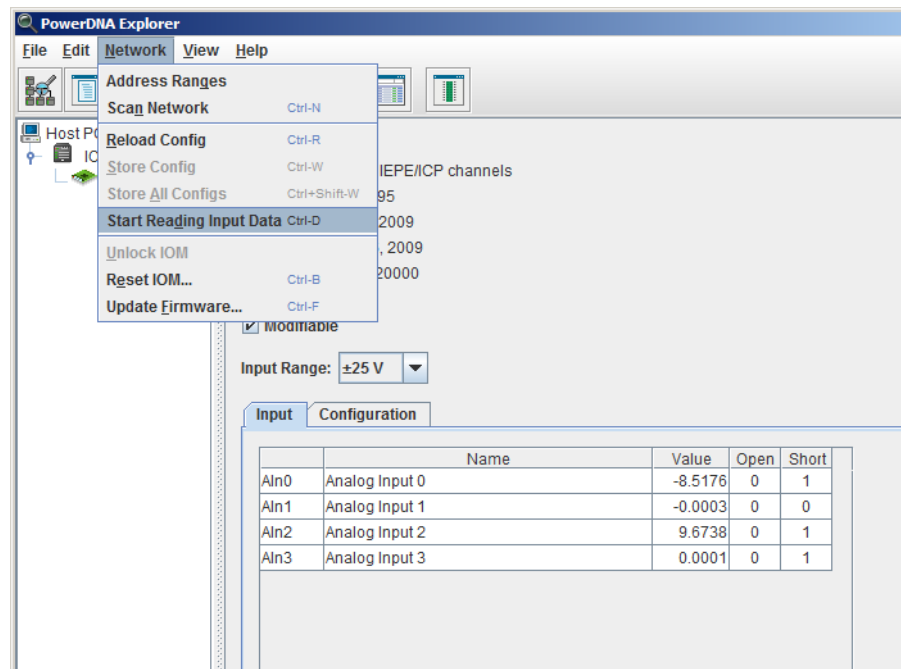 PowerDNA Explorer
File Edit Network View Help
Address Ranges
Scan Network Ctrl-N
Reload Config Ctrl-R
Store Config Ctrl-W
Store All Configs Ctrl+Shift-W
Start Reading Input Data Ctrl-D
Unlock IOM
Reset IOM... Ctrl-B
Update Firmware... Ctrl-F
Host PC
IO
IEPE/ICP channels
95
2009
, 2009
20000
Modifiable
Input Range: ±25 V
Input Configuration
Name Value Open Short
AIn0 Analog Input 0 -8.5176 0 1
AIn1 Analog Input 1 -0.0003 0 0
AIn2 Analog Input 2 9.6738 0 1
AIn3 Analog Input 3 0.0001 0 1